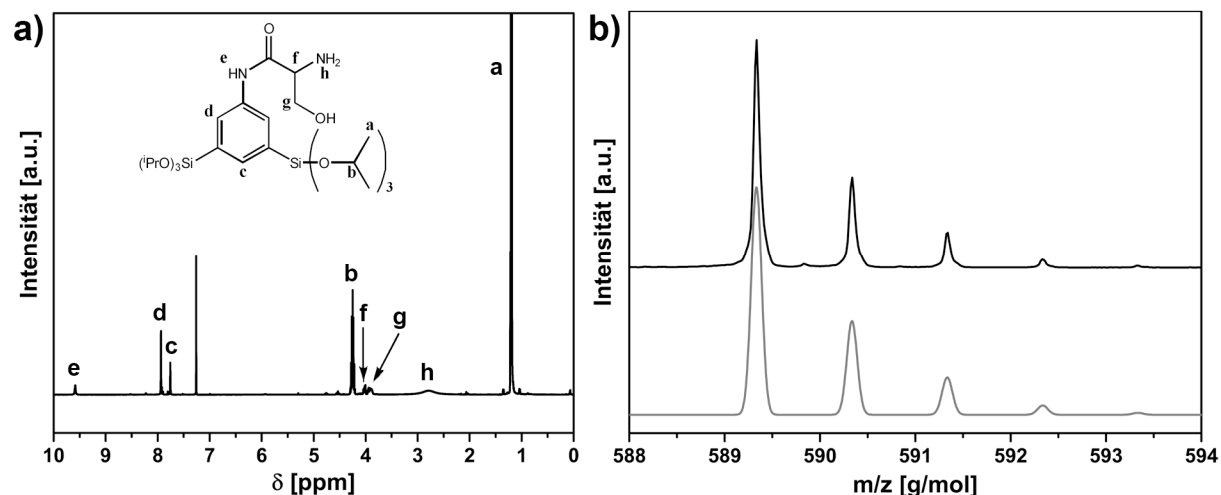 a)
Intensität [a.u.]
O
e
f
NH₂
HN
h
d
g
OH
a
(ⁱPrO)₃Si
Si
O
c
b
3
a
b
f
g
d
c
e
h
10 9 8 7 6 5 4 3 2 1 0
δ [ppm]
b)
Intensität [a.u.]
588 589 590 591 592 593 594
m/z [g/mol]